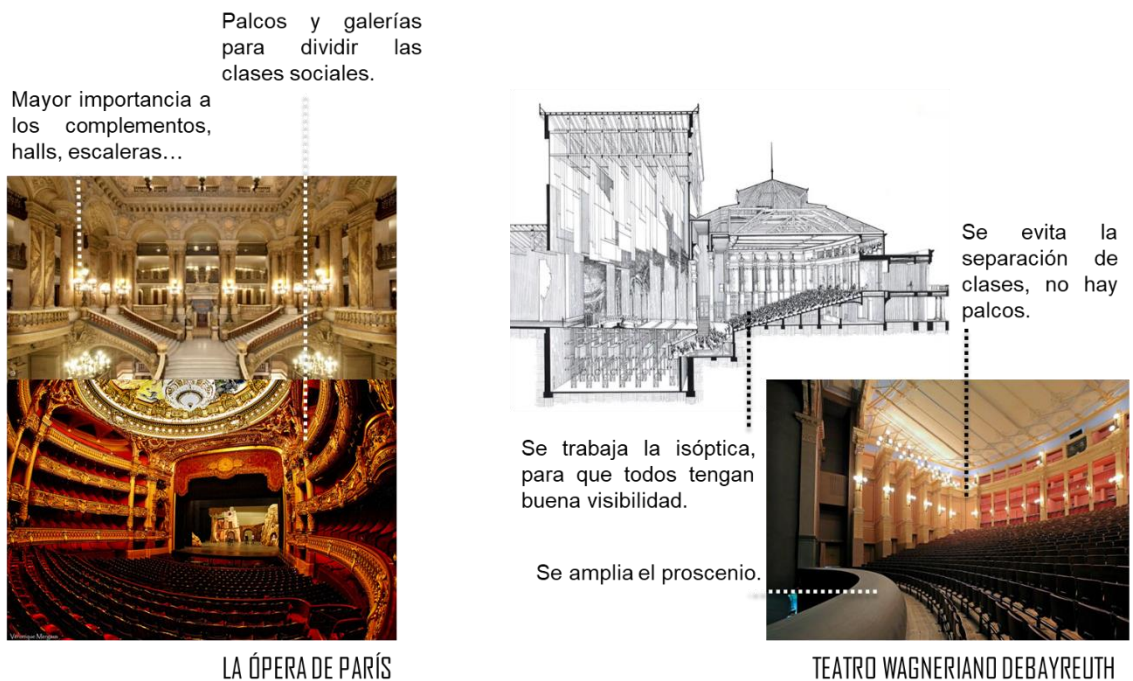 Palcos y galerías
para dividir las
clases sociales.
Mayor importancia a
los complementos,
halls, escaleras…
Se evita la
separación de
clases, no hay
palcos.
Se trabaja la isóptica,
para que todos tengan
buena visibilidad.
Se amplia el proscenio.
LA ÓPERA DE PARÍS
TEATRO WAGNERIANO DEBAYREUTH